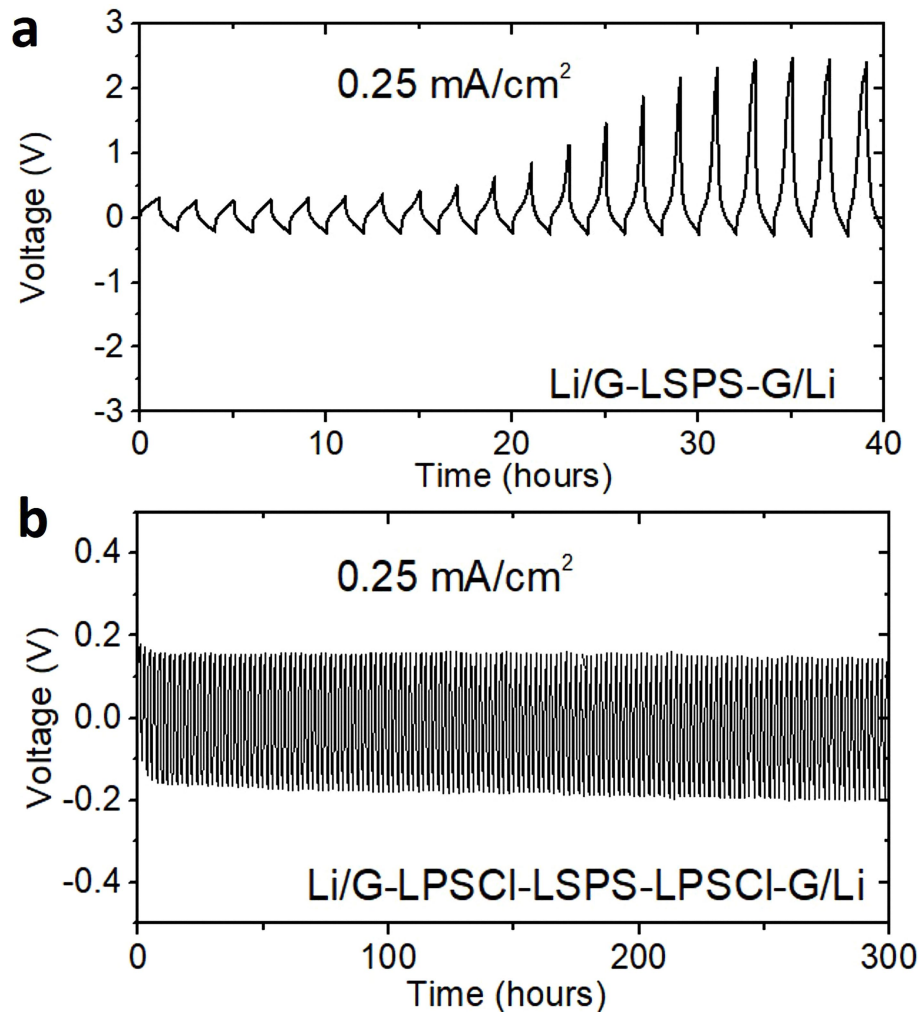 a
3
2
1
0
-1
-2
-3
Voltage (V)
0.25 mA/cm²
Li/G-LSPS-G/Li
0 10 20 30 40
Time (hours)
b
0.4
0.2
0.0
-0.2
-0.4
Voltage (V)
0.25 mA/cm²
Li/G-LPSCl-LSPS-LPSCl-G/Li
0 100 200 300
Time (hours)